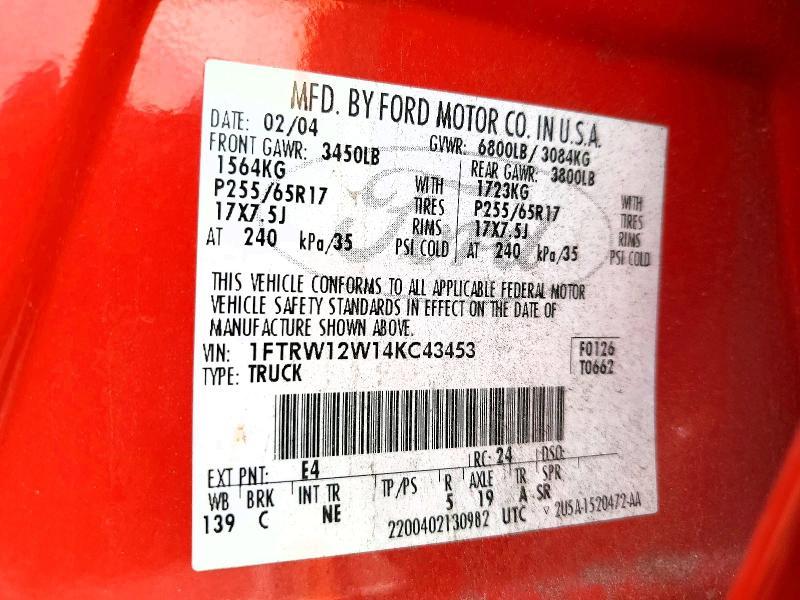 MFD. BY FORD MOTOR CO. IN U.S.A.
DATE: 02/04 GVWR: 6800LB/3084KG
FRONT GAWR: 3450LB REAR GAWR: 3800LB
1564KG WITH 1723KG WITH
P255/65R17 TIRES P255/65R17 TIRES
17X7.5J RIMS 17X7.5J RIMS
AT 240 kPa/35 PSI COLD AT 240 kPa/35 PSI COLD
Ford
THIS VEHICLE CONFORMS TO ALL APPLICABLE FEDERAL MOTOR
VEHICLE SAFETY STANDARDS IN EFFECT ON THE DATE OF
MANUFACTURE SHOWN ABOVE.
VIN: 1FTRW12W14KC43453 F0126
TYPE: TRUCK T0662
EXT PNT: E4 RC: 24 DSO:
WB BRK INT TR TP/PS R AXLE TR SPR
139 C NE 5 19 A SR
2200402130982 UTC V 2U5A-1520472-AA